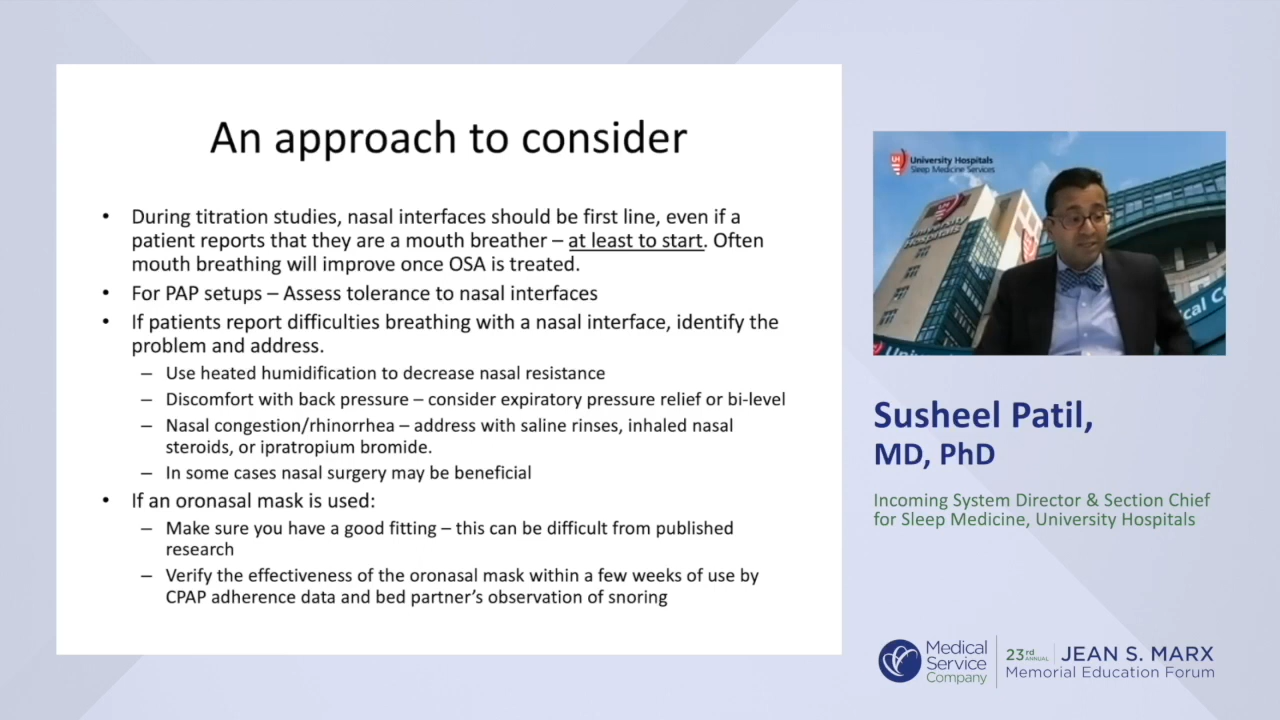 An approach to consider
• During titration studies, nasal interfaces should be first line, even if a
patient reports that they are a mouth breather – at least to start. Often
mouth breathing will improve once OSA is treated.
• For PAP setups – Assess tolerance to nasal interfaces
• If patients report difficulties breathing with a nasal interface, identify the
problem and address.
– Use heated humidification to decrease nasal resistance
– Discomfort with back pressure – consider expiratory pressure relief or bi-level
– Nasal congestion/rhinorrhea – address with saline rinses, inhaled nasal
steroids, or ipratropium bromide.
– In some cases nasal surgery may be beneficial
• If an oronasal mask is used:
– Make sure you have a good fitting – this can be difficult from published
research
– Verify the effectiveness of the oronasal mask within a few weeks of use by
CPAP adherence data and bed partner's observation of snoring
UH University Hospitals
Sleep Medicine Services
University
Hospitals
Susheel Patil,
MD, PhD
Incoming System Director & Section Chief
for Sleep Medicine, University Hospitals
Medical
Service
Company
23rd ANNUAL JEAN S. MARX
Memorial Education Forum